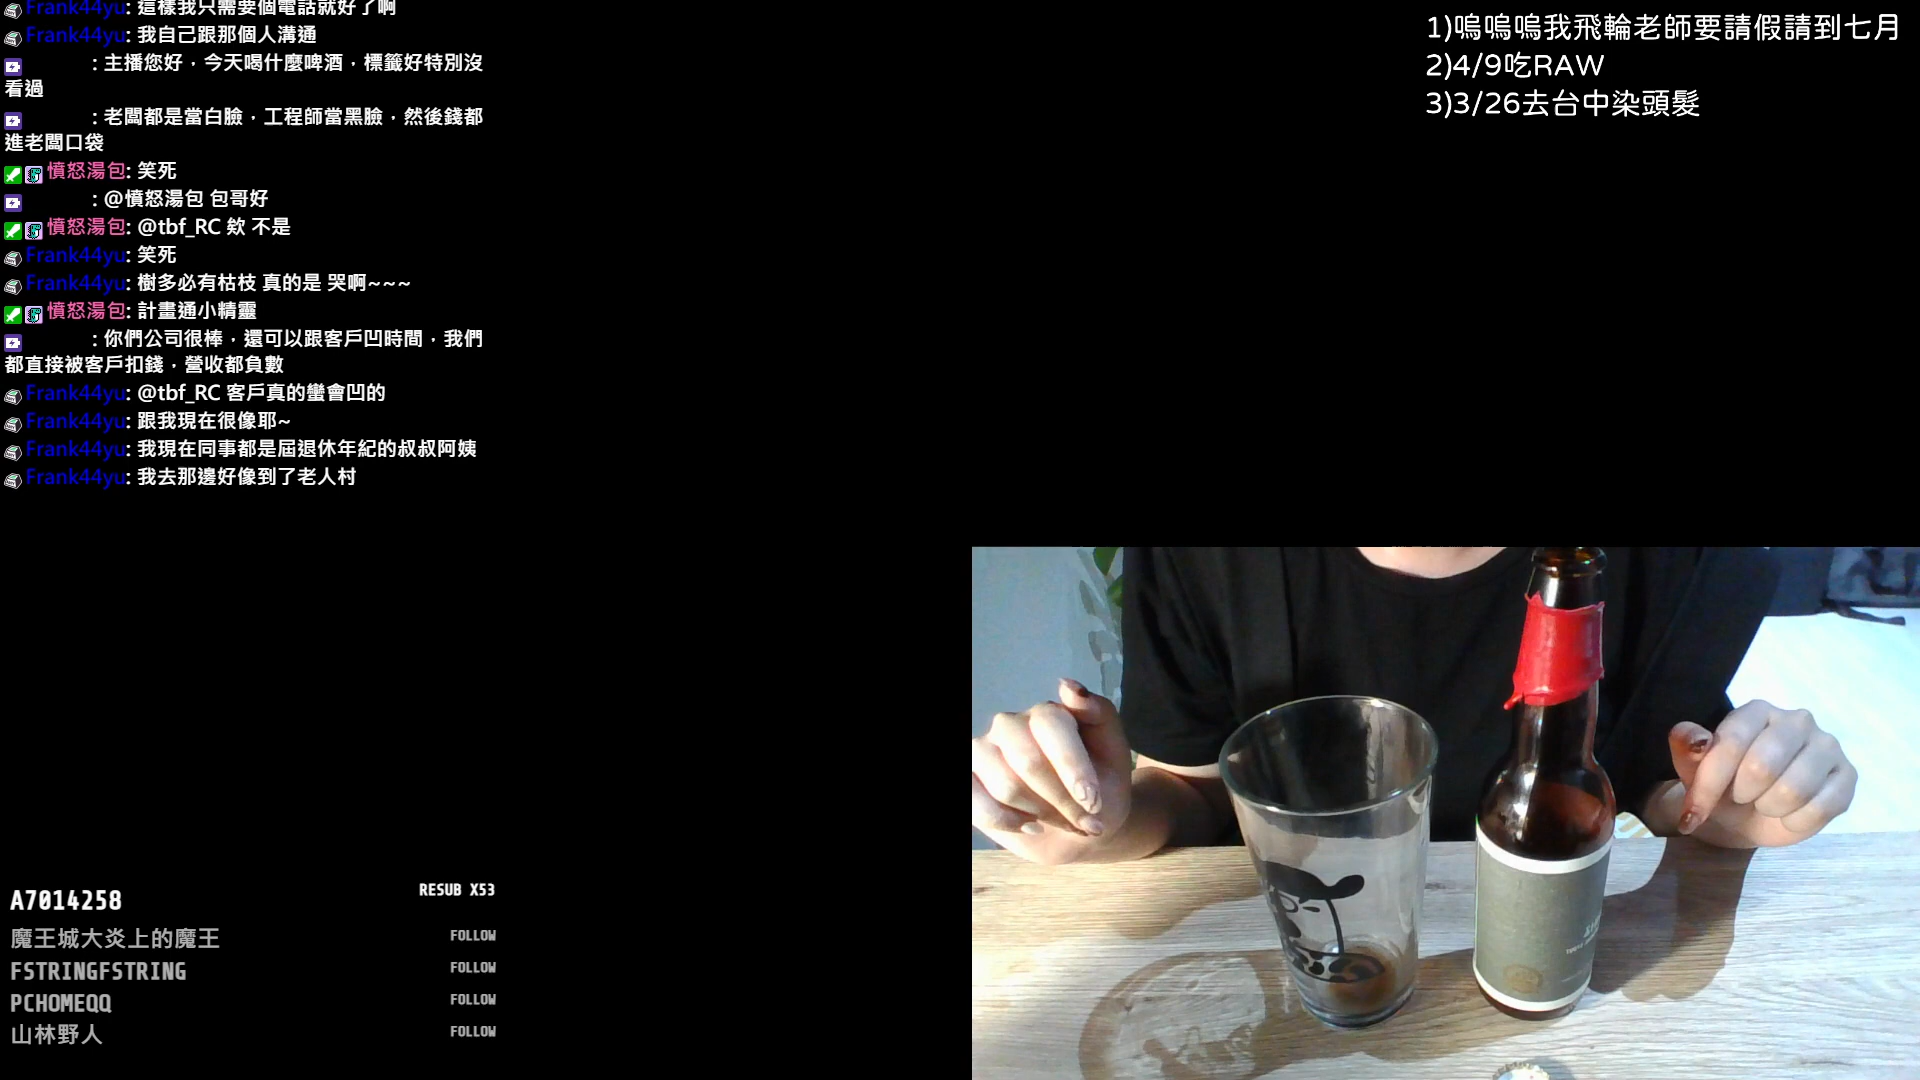 Frank44yu: 這樣我只需要個電話就好了啊
Frank44yu: 我自己跟那個人溝通
: 主播您好，今天喝什麼啤酒，標籤好特別沒
看過
: 老闆都是當白臉，工程師當黑臉，然後錢都
進老闆口袋
憤怒湯包: 笑死
: @憤怒湯包 包哥好
憤怒湯包: @tbf_RC 欸 不是
Frank44yu: 笑死
Frank44yu: 樹多必有枯枝 真的是 哭啊~~~
憤怒湯包: 計畫通小精靈
: 你們公司很棒，還可以跟客戶凹時間，我們
都直接被客戶扣錢，營收都負數
Frank44yu: @tbf_RC 客戶真的蠻會凹的
Frank44yu: 跟我現在很像耶~
Frank44yu: 我現在同事都是屆退休年紀的叔叔阿姨
Frank44yu: 我去那邊好像到了老人村
1)嗚嗚嗚我飛輪老師要請假請到七月
2)4/9吃RAW
3)3/26去台中染頭髮
A7014258 RESUB X53
魔王城大炎上的魔王 FOLLOW
FSTRINGFSTRING FOLLOW
PCHOMEQQ FOLLOW
山林野人 FOLLOW